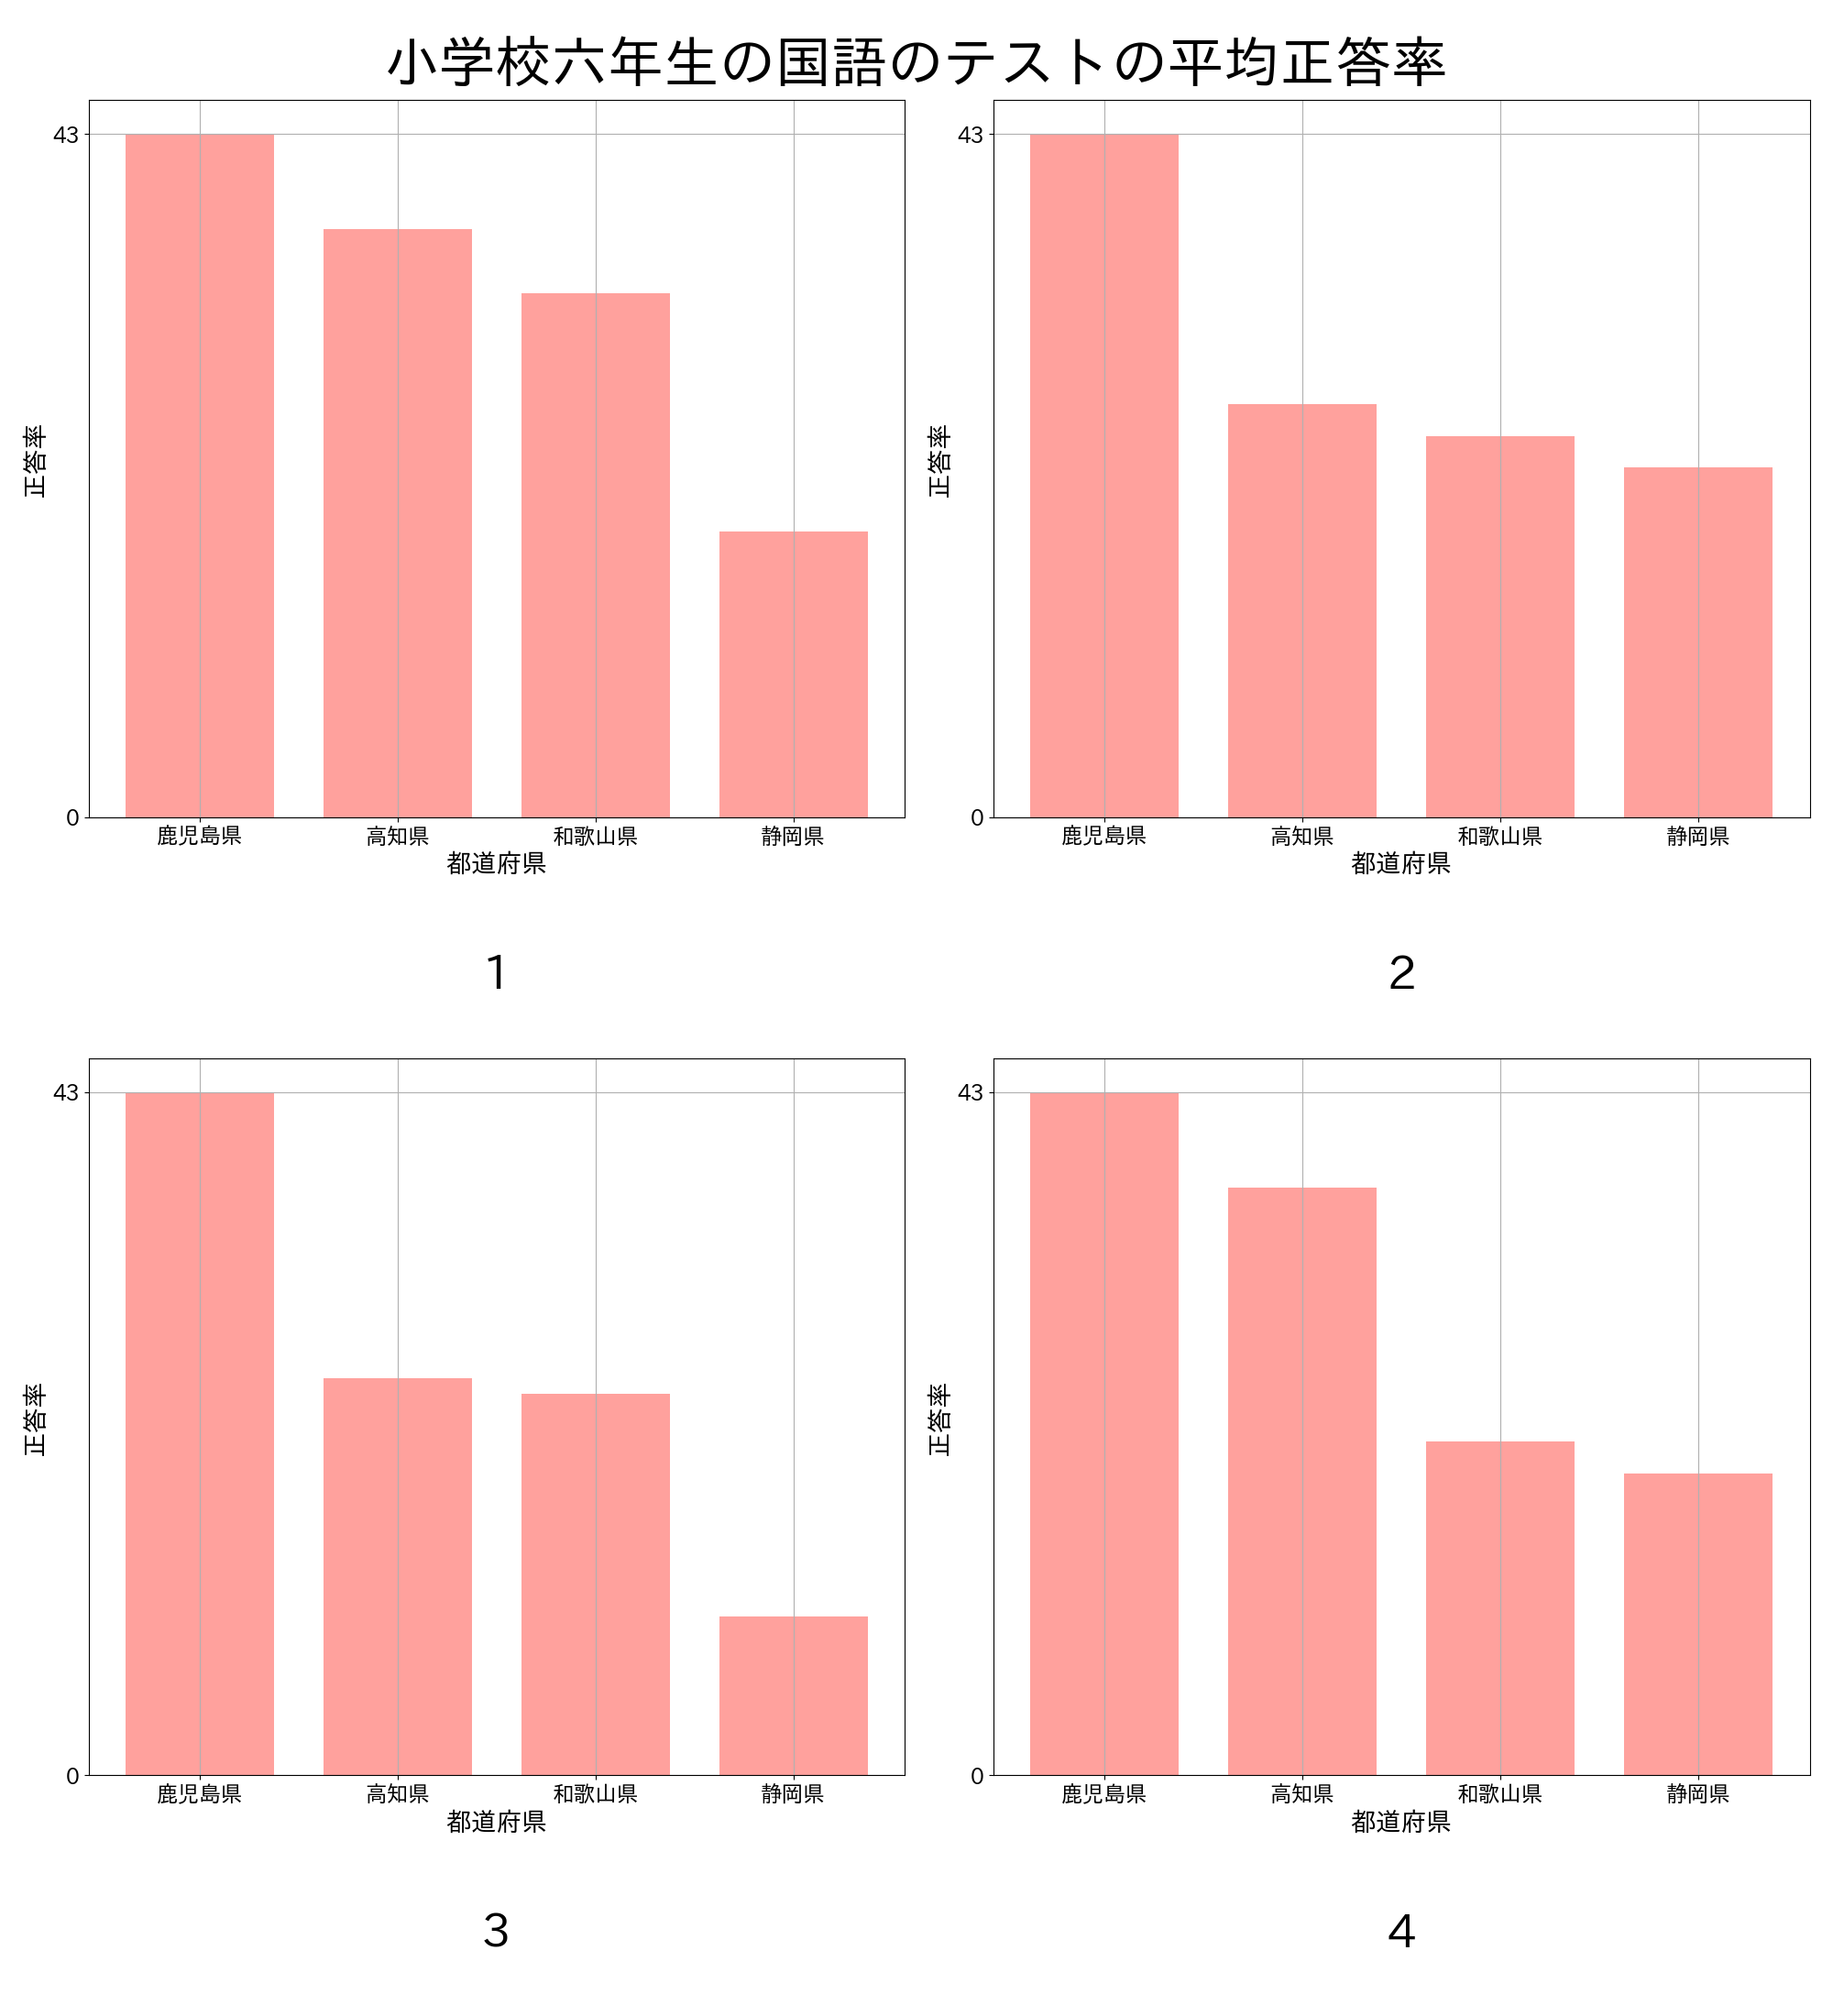 小学校六年生の国語のテストの平均正答率
43
0
正答率
鹿児島県 高知県 和歌山県 静岡県
都道府県
1
43
0
正答率
鹿児島県 高知県 和歌山県 静岡県
都道府県
2
43
0
正答率
鹿児島県 高知県 和歌山県 静岡県
都道府県
3
43
0
正答率
鹿児島県 高知県 和歌山県 静岡県
都道府県
4